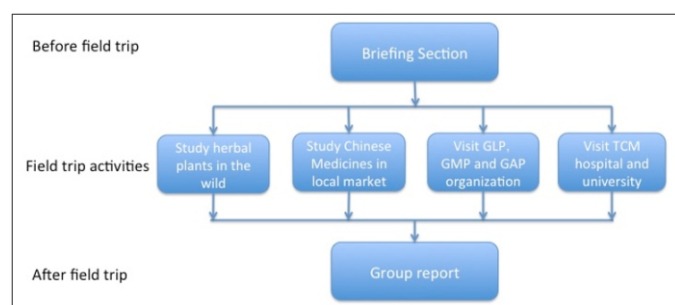 Before field trip
Briefing Section
Field trip activities
Study herbal
plants in the
wild
Study Chinese
Medicines in
local market
Visit GLP,
GMP and GAP
organization
Visit TCM
hospital and
university
After field trip
Group report